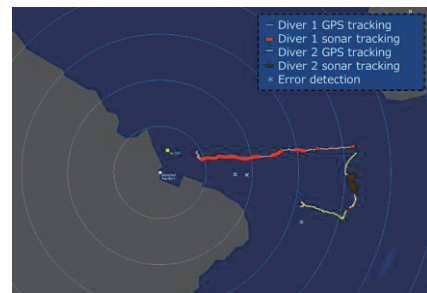 Diver 1 GPS tracking
Diver 1 sonar tracking
Diver 2 GPS tracking
Diver 2 sonar tracking
Error detection